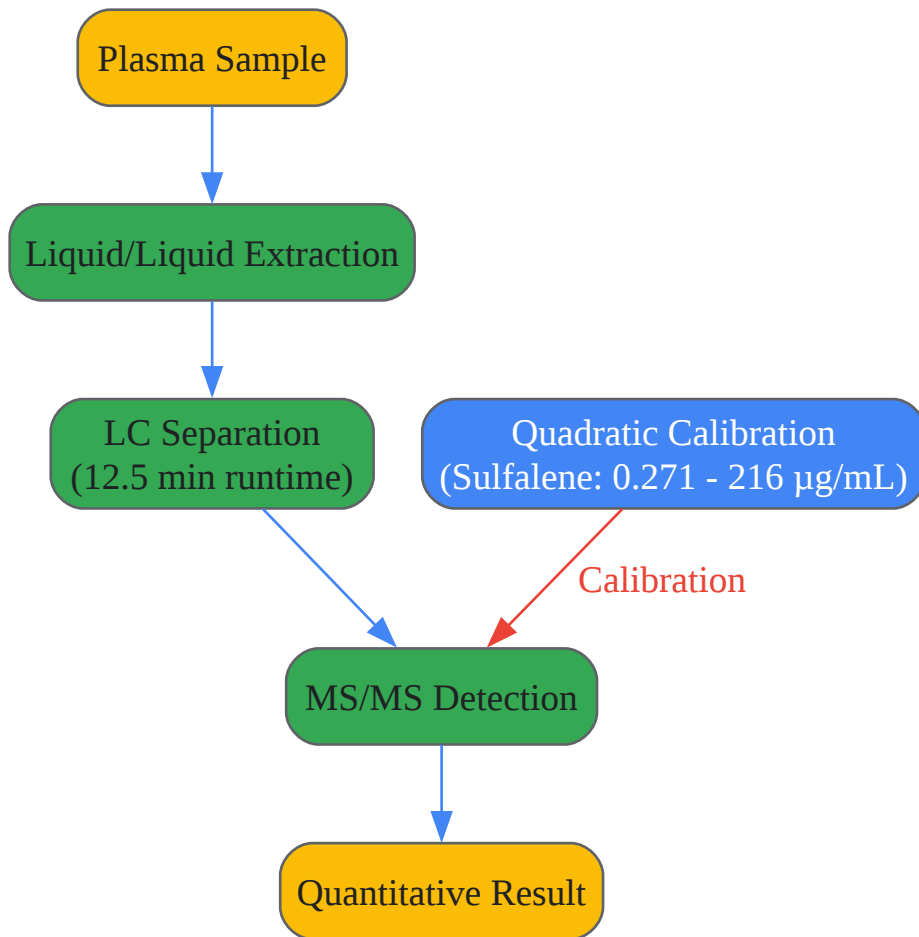 Plasma Sample
Liquid/Liquid Extraction
LC Separation
(12.5 min runtime)
Quadratic Calibration
(Sulfalene: 0.271 - 216 µg/mL)
Calibration
MS/MS Detection
Quantitative Result